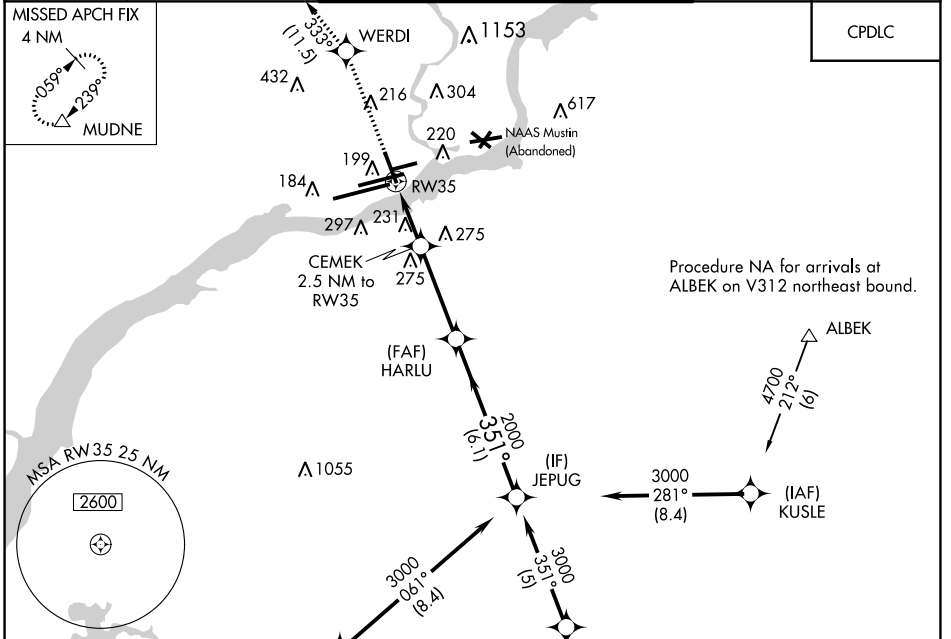 MISSED APCH FIX
4 NM
059°
239°
MUDNE
333°
(11.5)
WERDI
1153
CPDLC
432
216
304
617
220
NAAS Mustin
(Abandoned)
199
184
RW35
297
231
275
CEMEK
2.5 NM to
RW35
275
Procedure NA for arrivals at
ALBEK on V312 northeast bound.
ALBEK
(FAF)
HARLU
4700
212°
(6)
2000
351°
(6.1)
MSA RW35 25 NM
2600
1055
(IF)
JEPUG
3000
281°
(8.4)
(IAF)
KUSLE
3000
061°
(8.4)
3000
351°
(5)